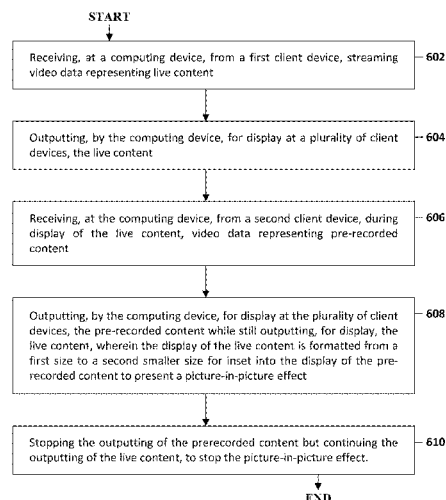 START
Receiving, at a computing device, from a first client device, streaming
video data representing live content
602
Outputting, by the computing device, for display at a plurality of client
devices, the live content
604
Receiving, at the computing device, from a second client device, during
display of the live content, video data representing pre-recorded
content
606
Outputting, by the computing device, for display at the plurality of client
devices, the pre-recorded content while still outputting, for display, the
live content, wherein the display of the live content is formatted from a
first size to a second smaller size for inset into the display of the pre-
recorded content to present a picture-in-picture effect
608
Stopping the outputting of the prerecorded content but continuing the
outputting of the live content, to stop the picture-in-picture effect.
610
END